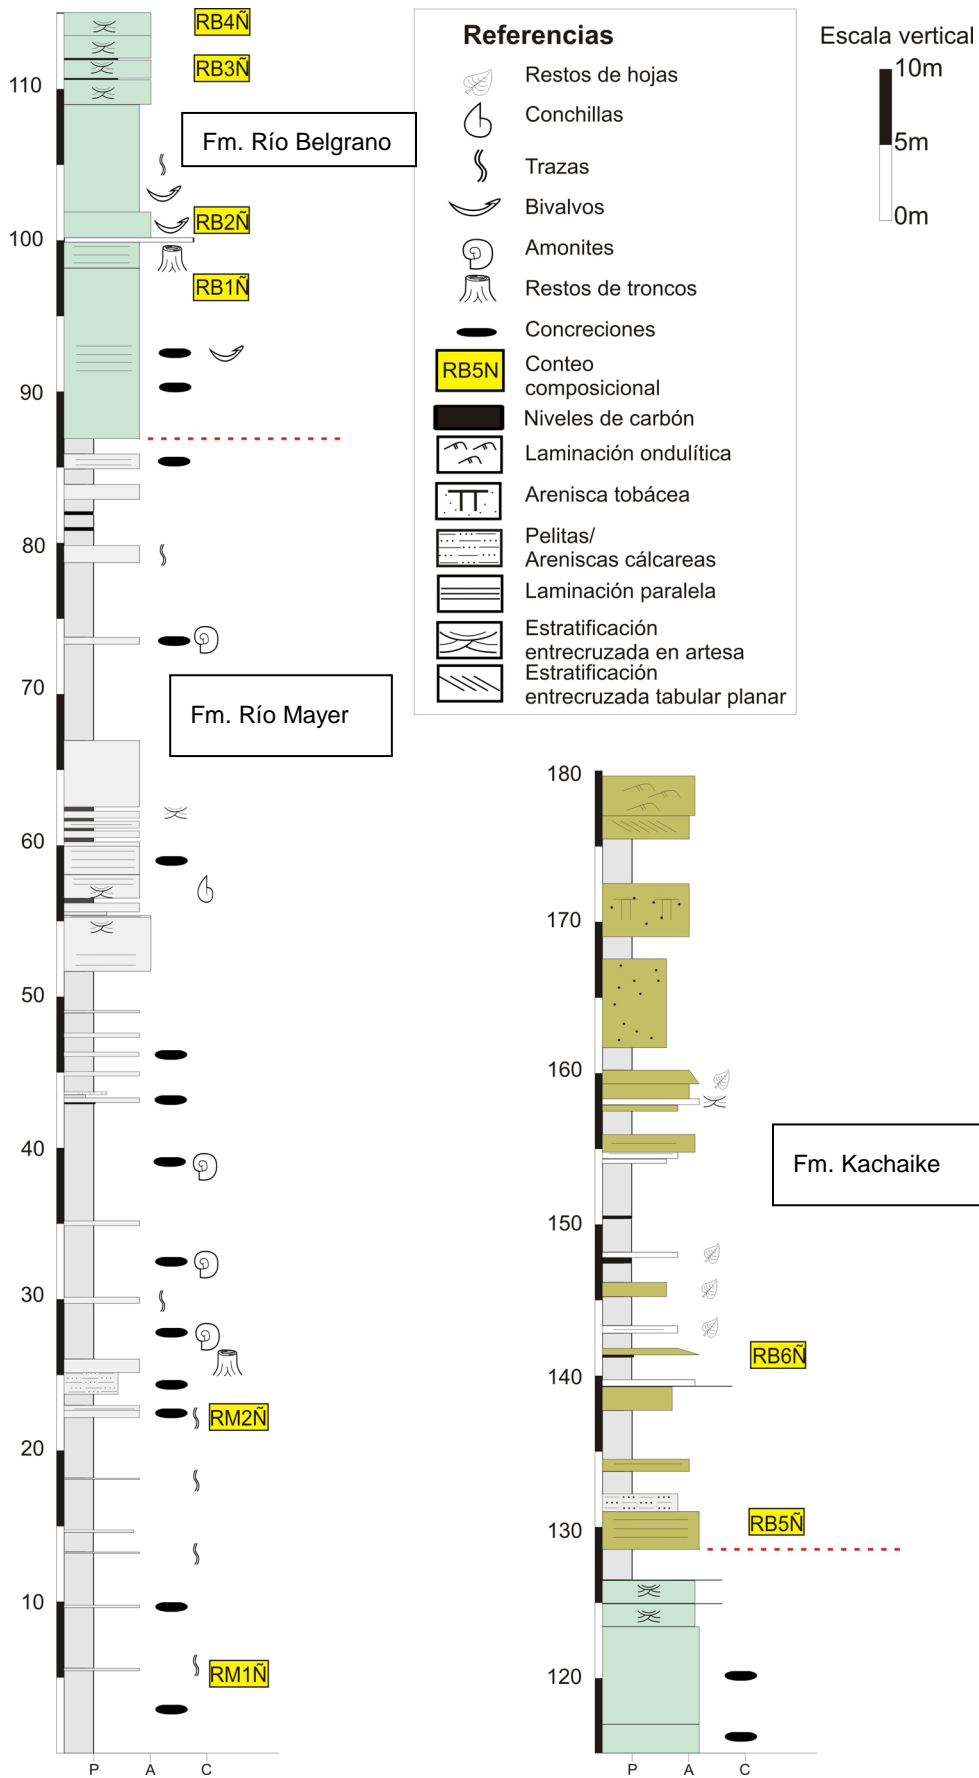 RB4Ñ
RB3Ñ
110
Fm. Río Belgrano
RB2Ñ
100
RB1Ñ
90
80
70
Fm. Río Mayer
60
50
40
30
RM2Ñ
20
10
RM1Ñ
P A C
Referencias
Restos de hojas
Conchillas
Trazas
Bivalvos
Amonites
Restos de troncos
Concreciones
RB5N
Conteo
composicional
Niveles de carbón
Laminación ondulítica
Arenisca tobácea
Pelitas/
Areniscas cálcareas
Laminación paralela
Estratificación
entrecruzada en artesa
Estratificación
entrecruzada tabular planar
Escala vertical
10m
5m
0m
180
170
160
Fm. Kachaike
150
RB6Ñ
140
RB5Ñ
130
120
P A C